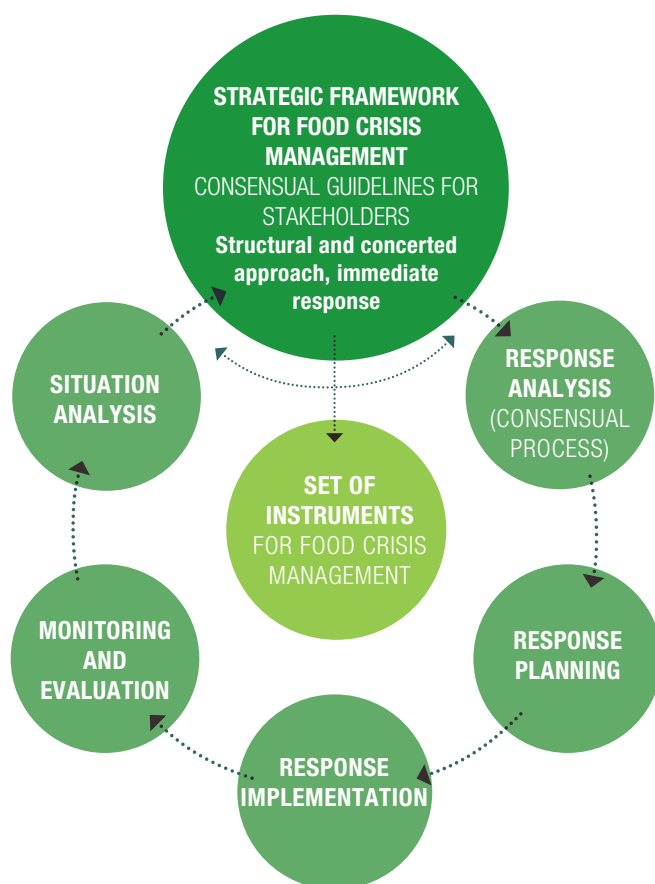 STRATEGIC FRAMEWORK
FOR FOOD CRISIS
MANAGEMENT
CONSENSUAL GUIDELINES FOR
STAKEHOLDERS
Structural and concerted
approach, immediate
response
SITUATION
ANALYSIS
RESPONSE
ANALYSIS
(CONSENSUAL
PROCESS)
SET OF
INSTRUMENTS
FOR FOOD CRISIS
MANAGEMENT
MONITORING
AND
EVALUATION
RESPONSE
PLANNING
RESPONSE
IMPLEMENTATION